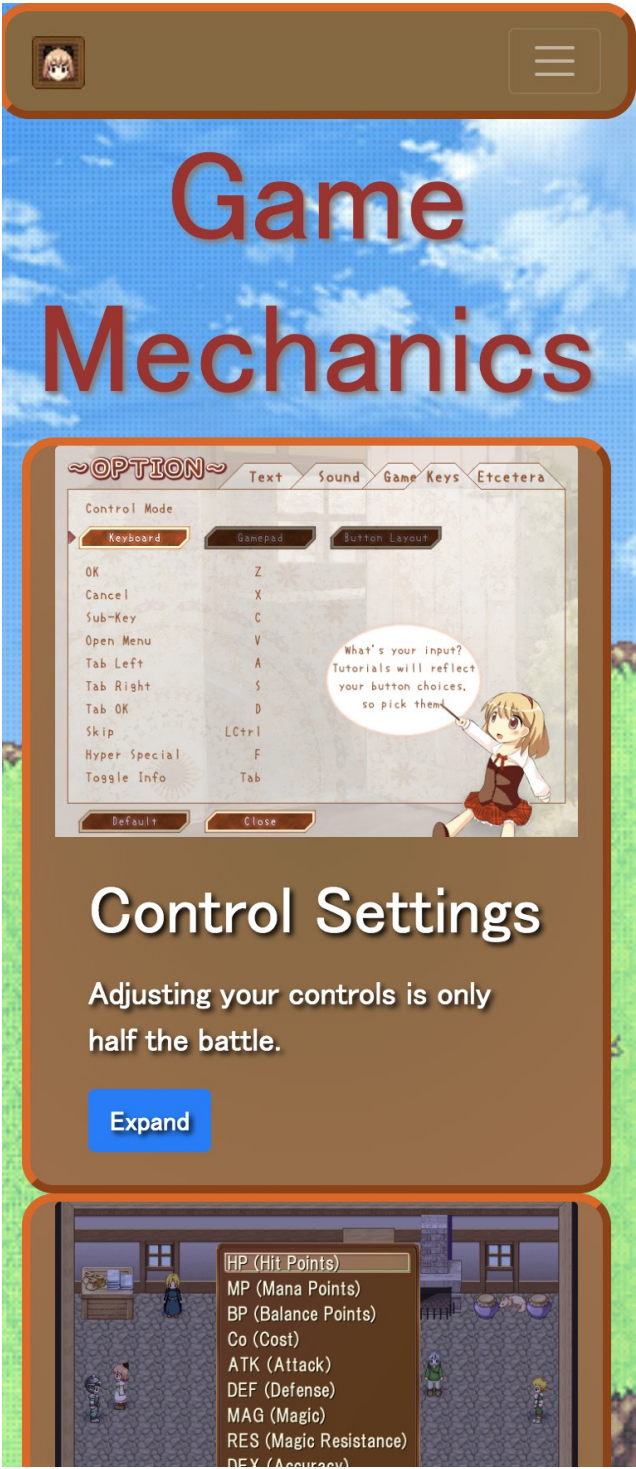 Game
Mechanics
~OPTION~ Text Sound Game Keys Etcetera
Control Mode
Keyboard Gamepad Button Layout
OK Z
Cancel X
Sub-Key C
Open Menu V
Tab Left A
Tab Right S
Tab OK D
Skip LCtrl
Hyper Special F
Toggle Info Tab
What's your input?
Tutorials will reflect
your button choices,
so pick them!
Default Close
Control Settings
Adjusting your controls is only
half the battle.
Expand
HP (Hit Points)
MP (Mana Points)
BP (Balance Points)
Co (Cost)
ATK (Attack)
DEF (Defense)
MAG (Magic)
RES (Magic Resistance)
DEX (Accuracy)